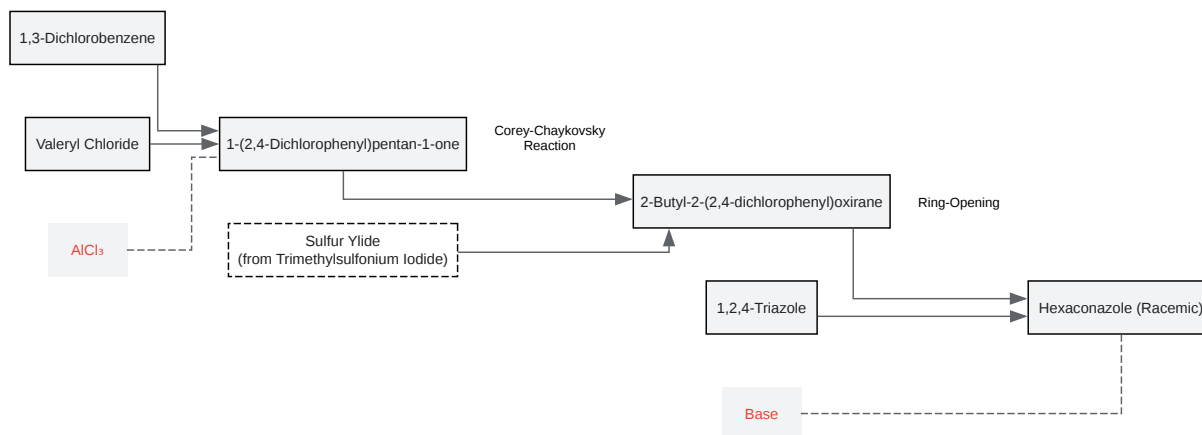 1,3-Dichlorobenzene
Valeryl Chloride
1-(2,4-Dichlorophenyl)pentan-1-one
Corey-Chaykovsky
Reaction
2-Butyl-2-(2,4-dichlorophenyl)oxirane
Ring-Opening
AlCl₃
Sulfur Ylide
(from Trimethylsulfonium Iodide)
1,2,4-Triazole
Hexaconazole (Racemic)
Base